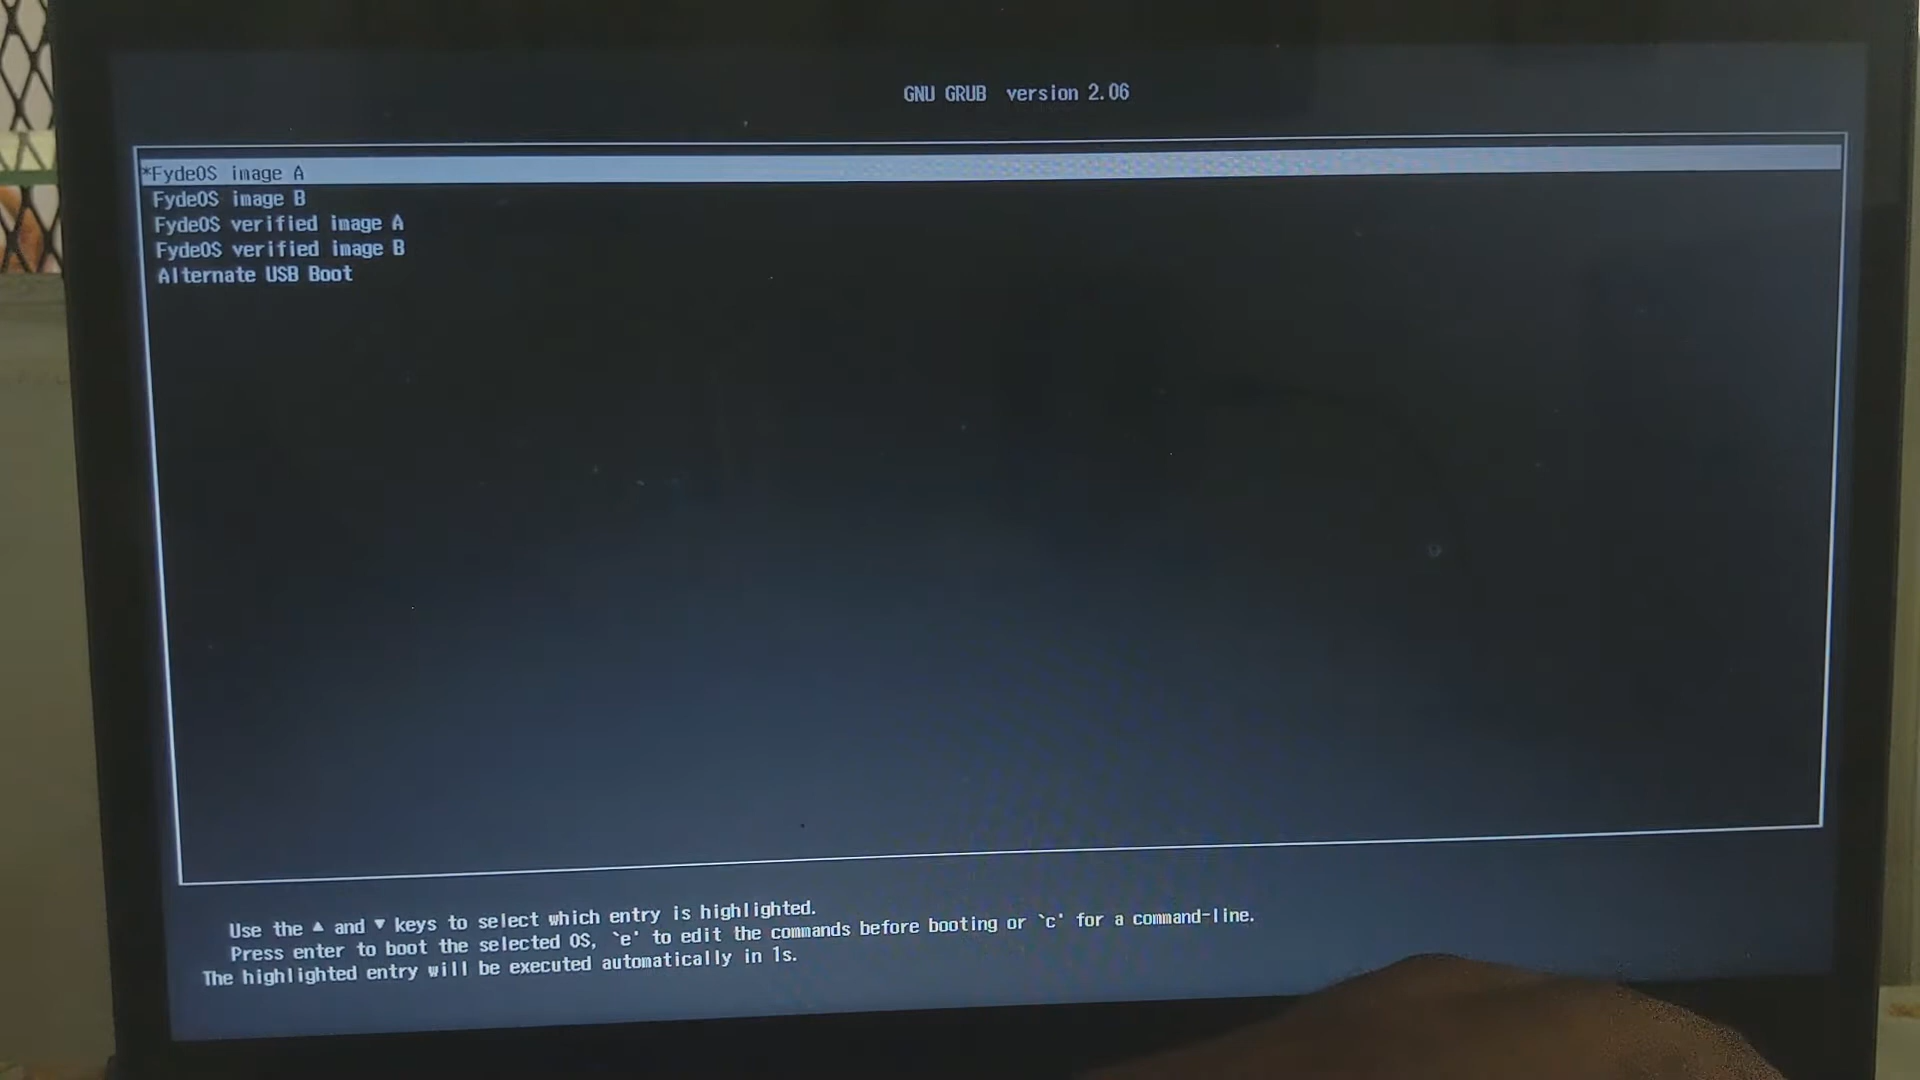 GNU GRUB version 2.06
*FydeOS image A
FydeOS image B
FydeOS verified image A
FydeOS verified image B
Alternate USB Boot
Use the ▲ and ▼ keys to select which entry is highlighted.
Press enter to boot the selected OS, `e' to edit the commands before booting or `c' for a command-line.
The highlighted entry will be executed automatically in 1s.